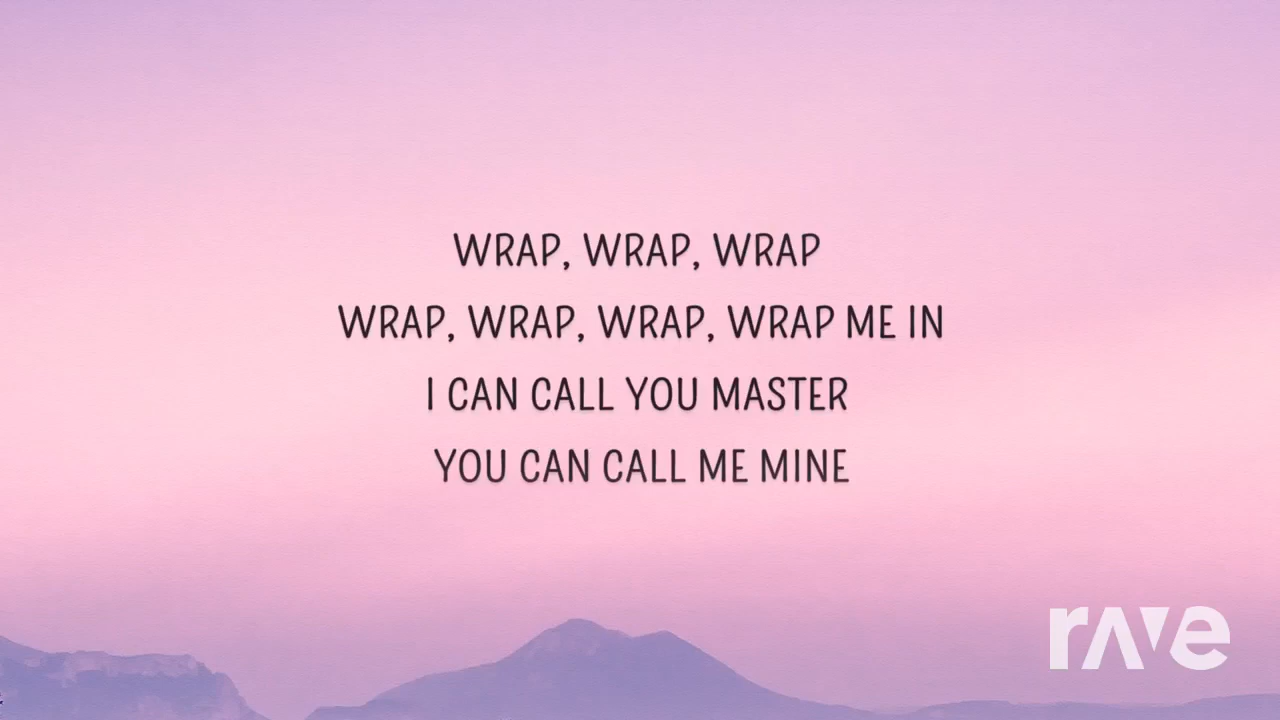 WRAP, WRAP, WRAP
WRAP, WRAP, WRAP, WRAP ME IN
I CAN CALL YOU MASTER
YOU CAN CALL ME MINE
rave